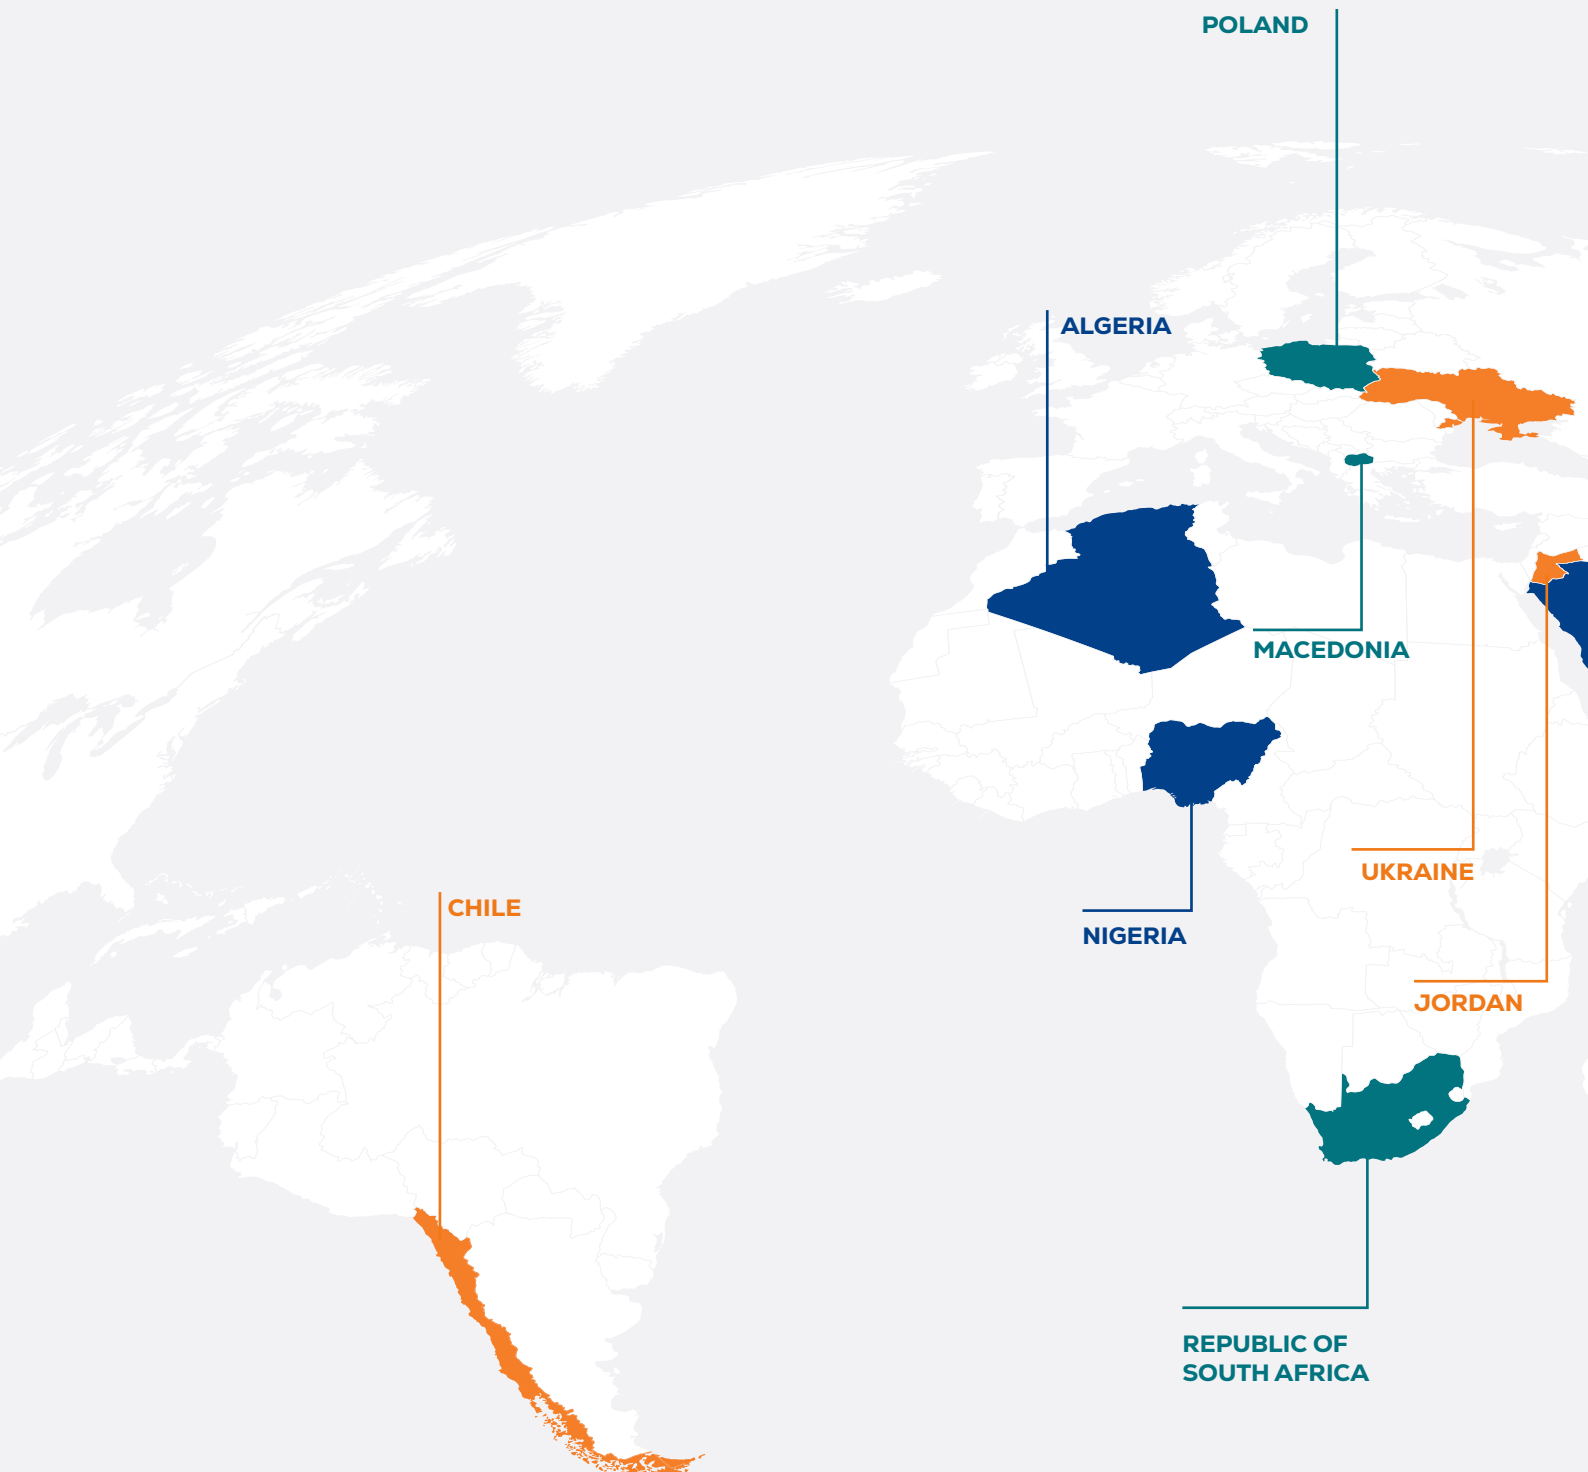 POLAND
ALGERIA
MACEDONIA
UKRAINE
CHILE
NIGERIA
JORDAN
REPUBLIC OF
SOUTH AFRICA